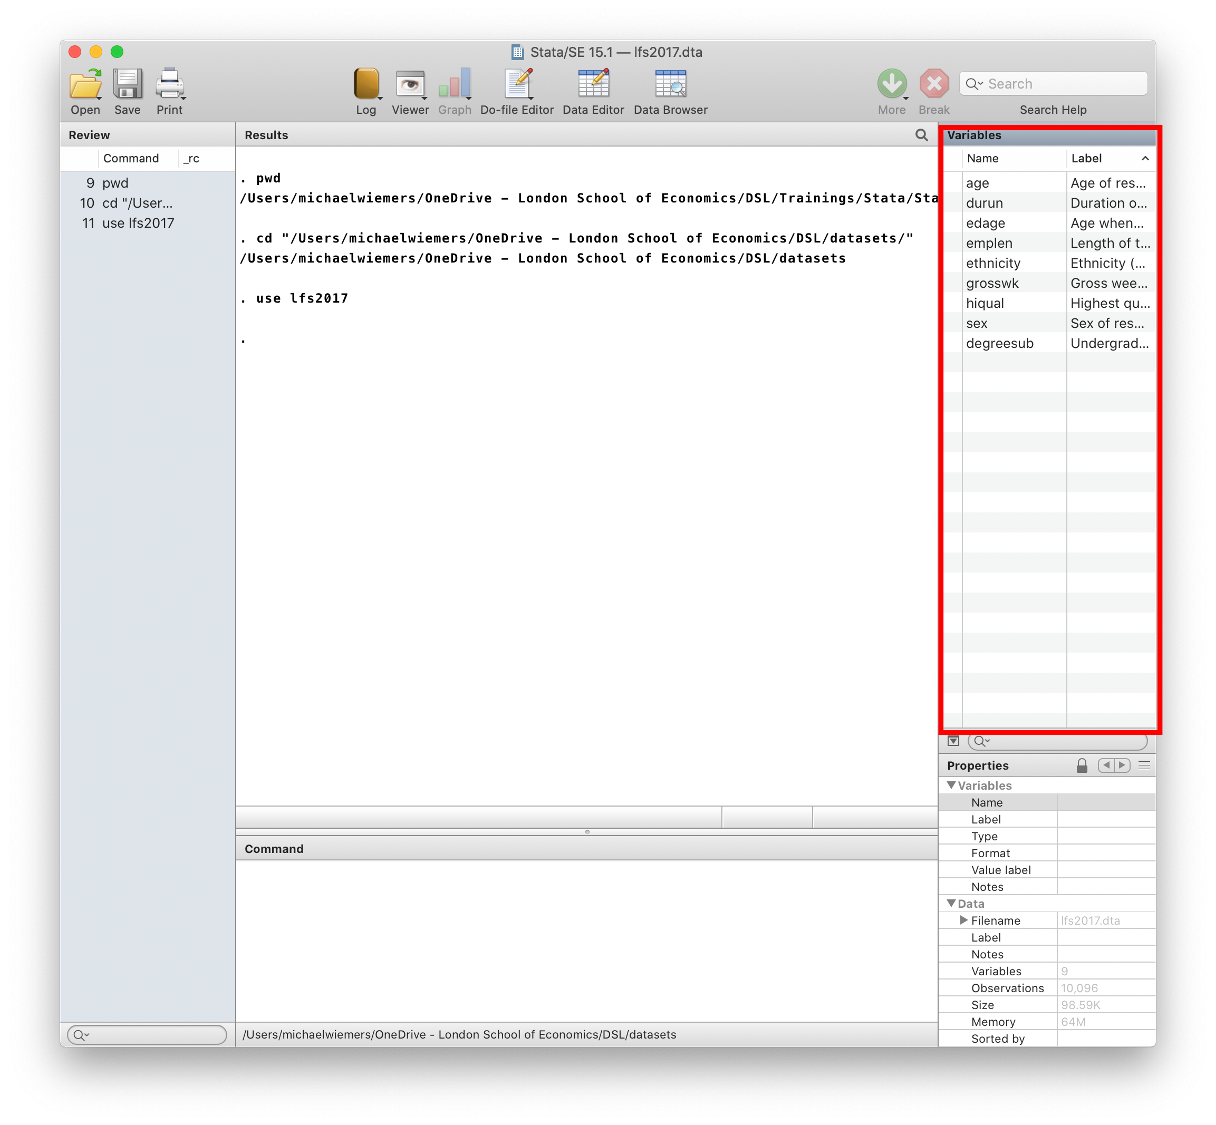 Stata/SE 15.1 — lfs2017.dta
Open Save Print Log Viewer Graph Do-file Editor Data Editor Data Browser More Break Search
Search Help
Review
Command _rc
9 pwd
10 cd "/User...
11 use lfs2017
Results
. pwd
/Users/michaelwiemers/OneDrive - London School of Economics/DSL/Trainings/Stata/Sta
. cd "/Users/michaelwiemers/OneDrive - London School of Economics/DSL/datasets/"
/Users/michaelwiemers/OneDrive - London School of Economics/DSL/datasets
. use lfs2017
.
Command
/Users/michaelwiemers/OneDrive - London School of Economics/DSL/datasets
Variables
Name Label
age Age of res...
durun Duration o...
edage Age when...
emplen Length of t...
ethnicity Ethnicity (...
grosswk Gross wee...
hiqual Highest qu...
sex Sex of res...
degreesub Undergrad...
Properties
Variables
Name
Label
Type
Format
Value label
Notes
Data
Filename lfs2017.dta
Label
Notes
Variables 9
Observations 10,096
Size 98.59K
Memory 64M
Sorted by